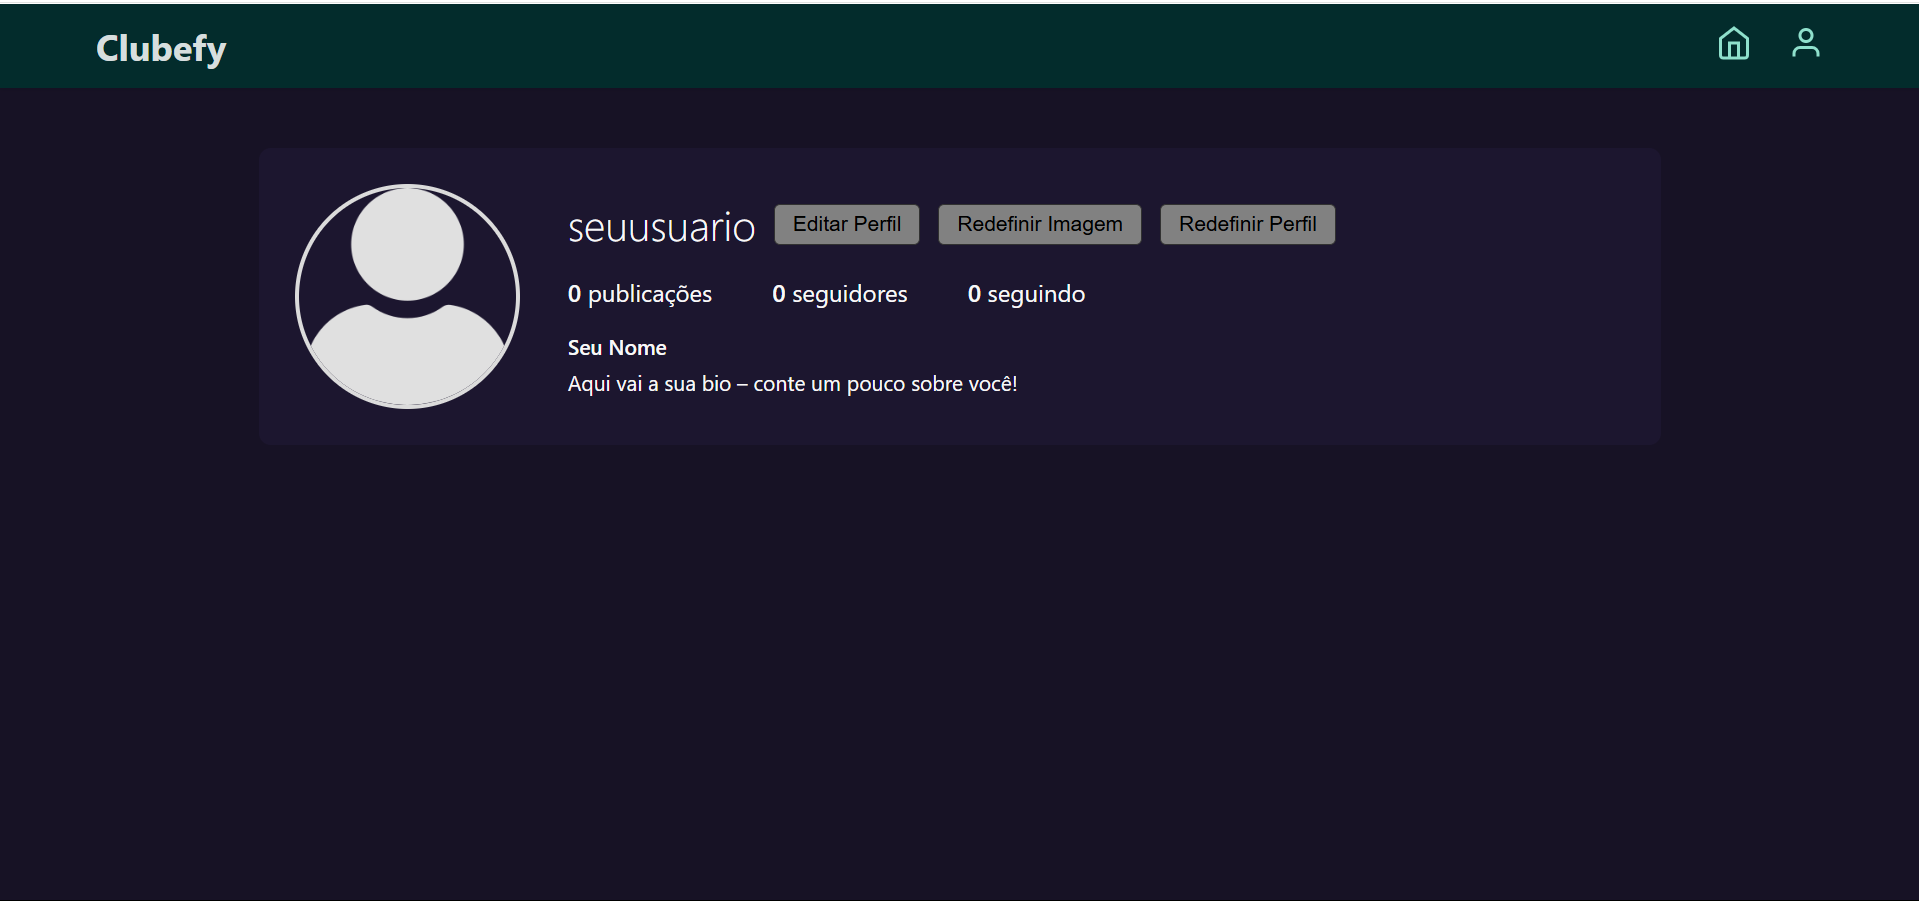 Clubefy
seuusuario Editar Perfil Redefinir Imagem Redefinir Perfil
0 publicações 0 seguidores 0 seguindo
Seu Nome
Aqui vai a sua bio – conte um pouco sobre você!